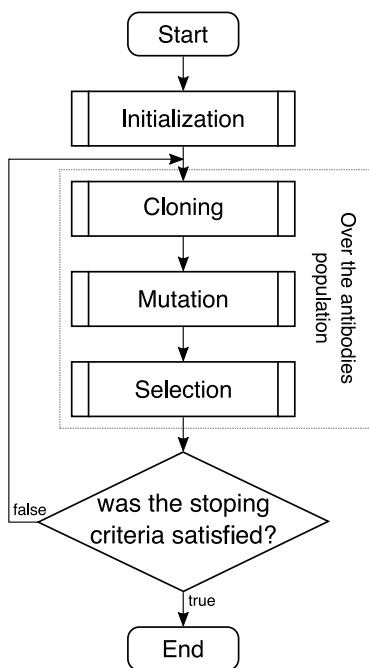 Start
Initialization
Cloning
Mutation
Selection
Over the antibodies
population
was the stoping
criteria satisfied?
false
true
End